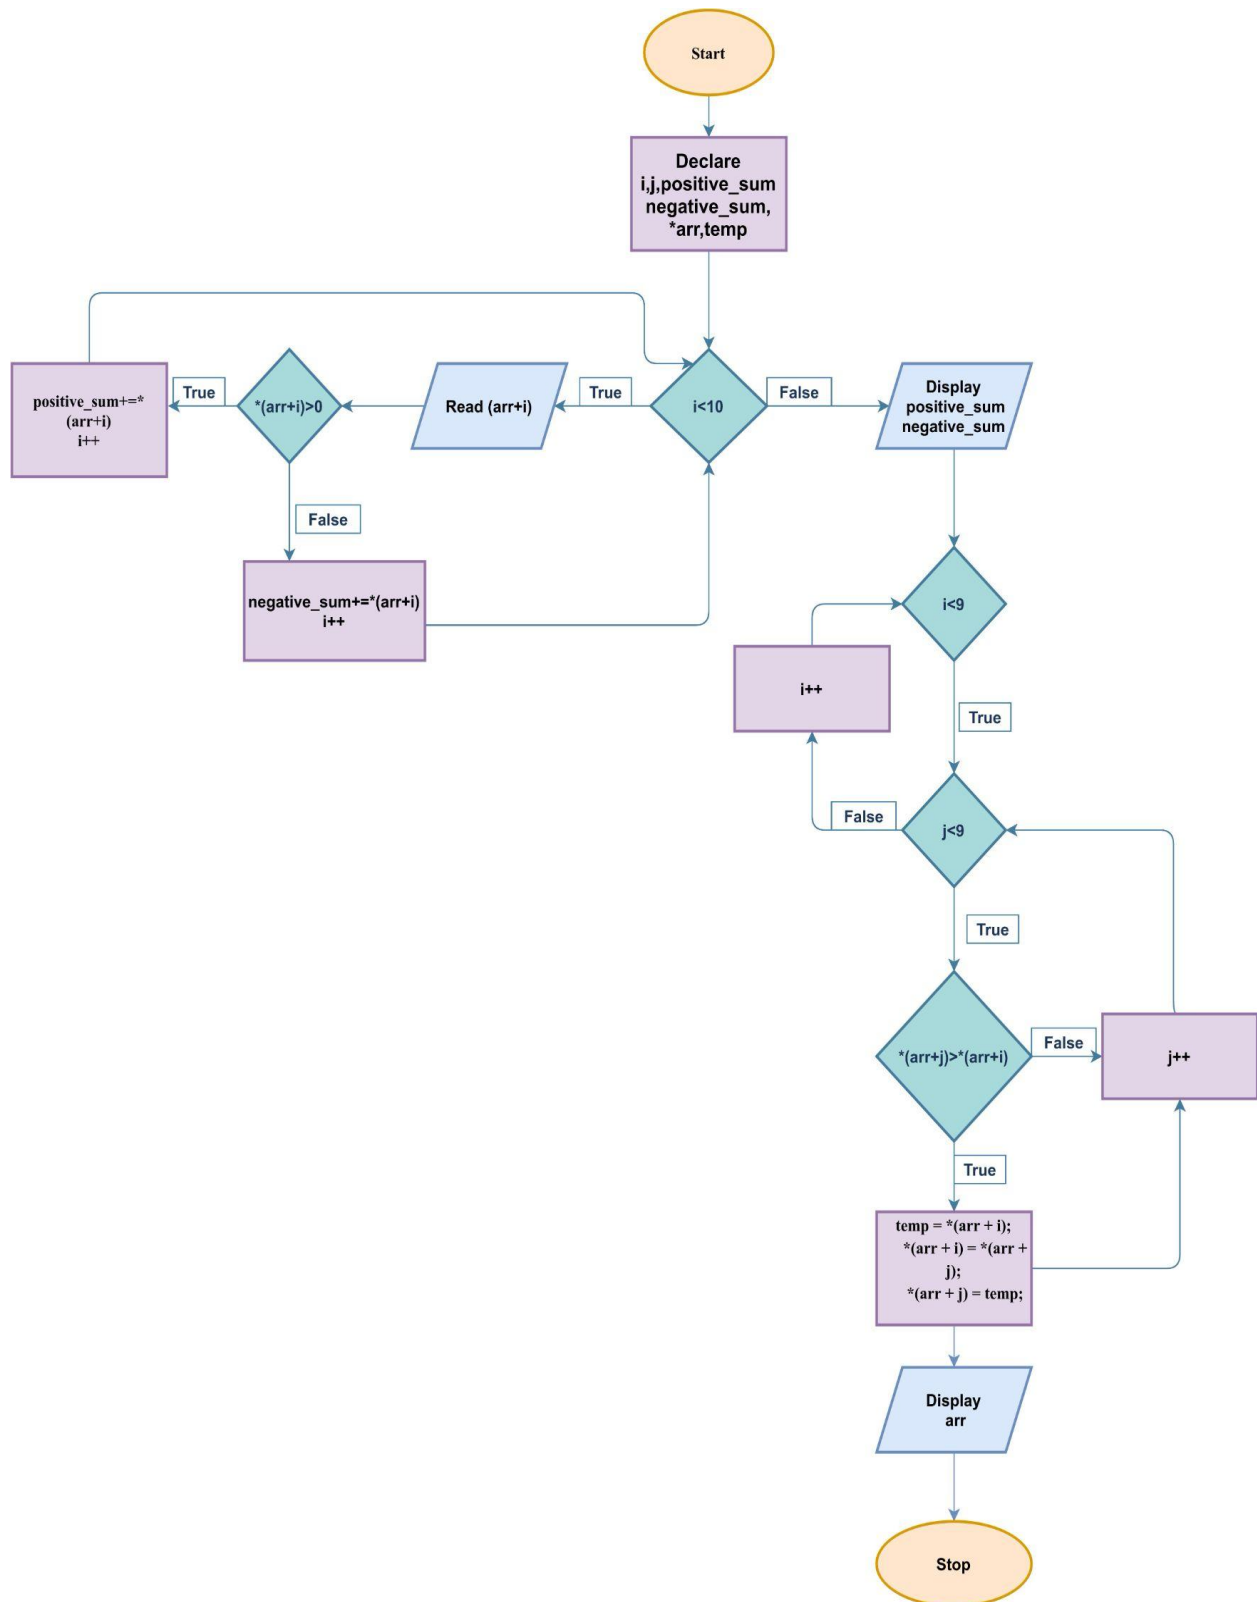 Start
Declare
i,j,positive_sum
negative_sum,
*arr,temp
positive_sum+=*
(arr+i)
i++
True
*(arr+i)>0
Read (arr+i)
True
i<10
False
Display
positive_sum
negative_sum
False
negative_sum+=*(arr+i)
i++
i<9
i++
True
False
j<9
True
*(arr+j)>*(arr+i)
False
j++
True
temp = *(arr + i);
*(arr + i) = *(arr +
j);
*(arr + j) = temp;
Display
arr
Stop